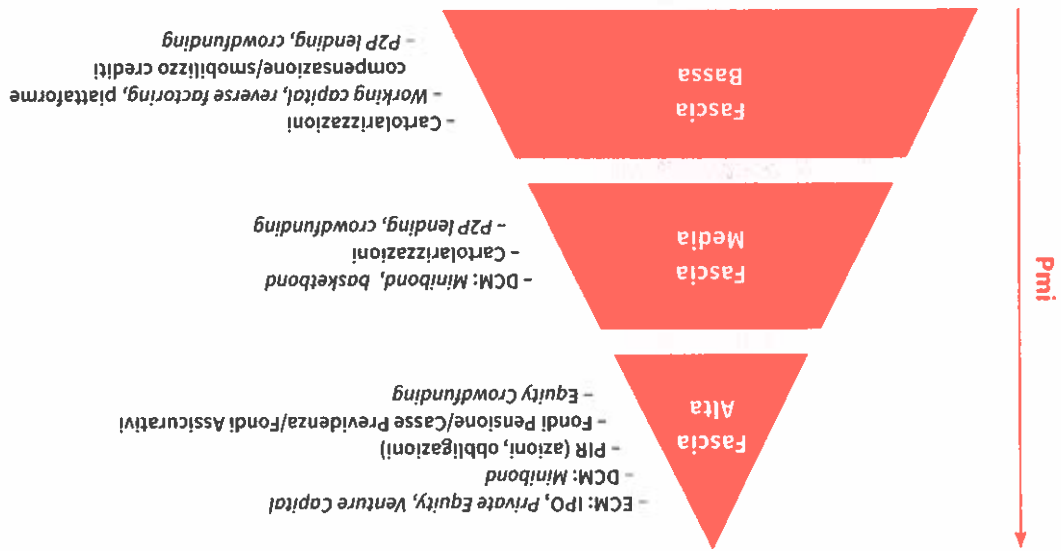 Pmi
Fascia
Alta
– ECM: IPO, Private Equity, Venture Capital
– DCM: Minibond
– PIR (azioni, obbligazioni)
– Fondi Pensione/Casse Previdenza/Fondi Assicurativi
– Equity Crowdfunding
Fascia
Media
– DCM: Minibond, basketbond
– Cartolarizzazioni
– P2P lending, crowdfunding
Fascia
Bassa
– Cartolarizzazioni
– Working capital, reverse factoring, piattaforme
compensazione/smobilizzo crediti
– P2P lending, crowdfunding